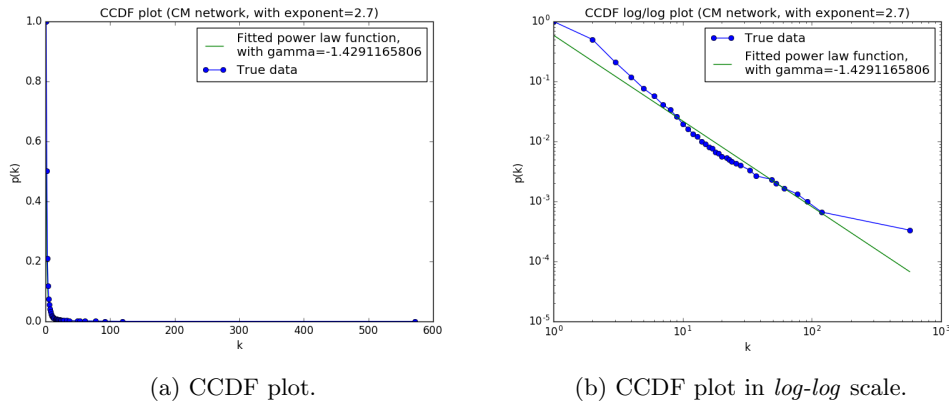 CCDF plot (CM network, with exponent=2.7)
Fitted power law function,
with gamma=-1.4291165806
True data
1.0
0.8
0.6
0.4
0.2
0.0
p(k)
0
100
200
300
400
500
600
k
(a) CCDF plot.
CCDF log/log plot (CM network, with exponent=2.7)
True data
Fitted power law function,
with gamma=-1.4291165806
10^0
10^-1
10^-2
10^-3
10^-4
10^-5
p(k)
10^0
10^1
10^2
10^3
k
(b) CCDF plot in log-log scale.